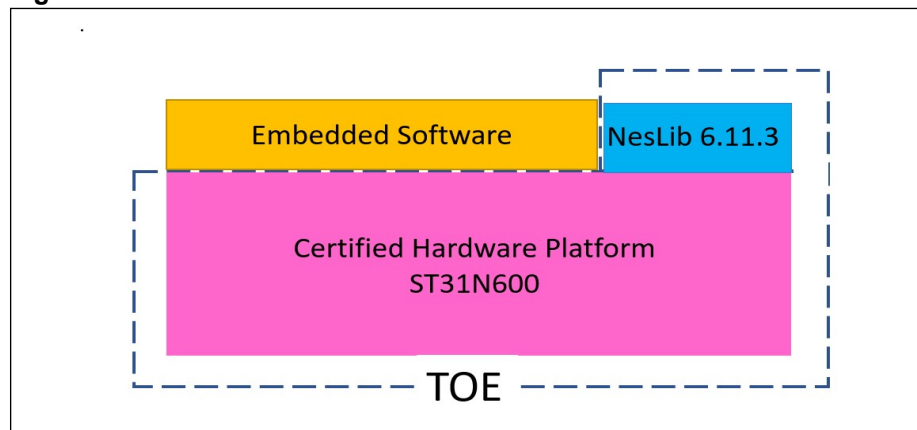 Embedded Software
NesLib 6.11.3
Certified Hardware Platform
ST31N600
TOE